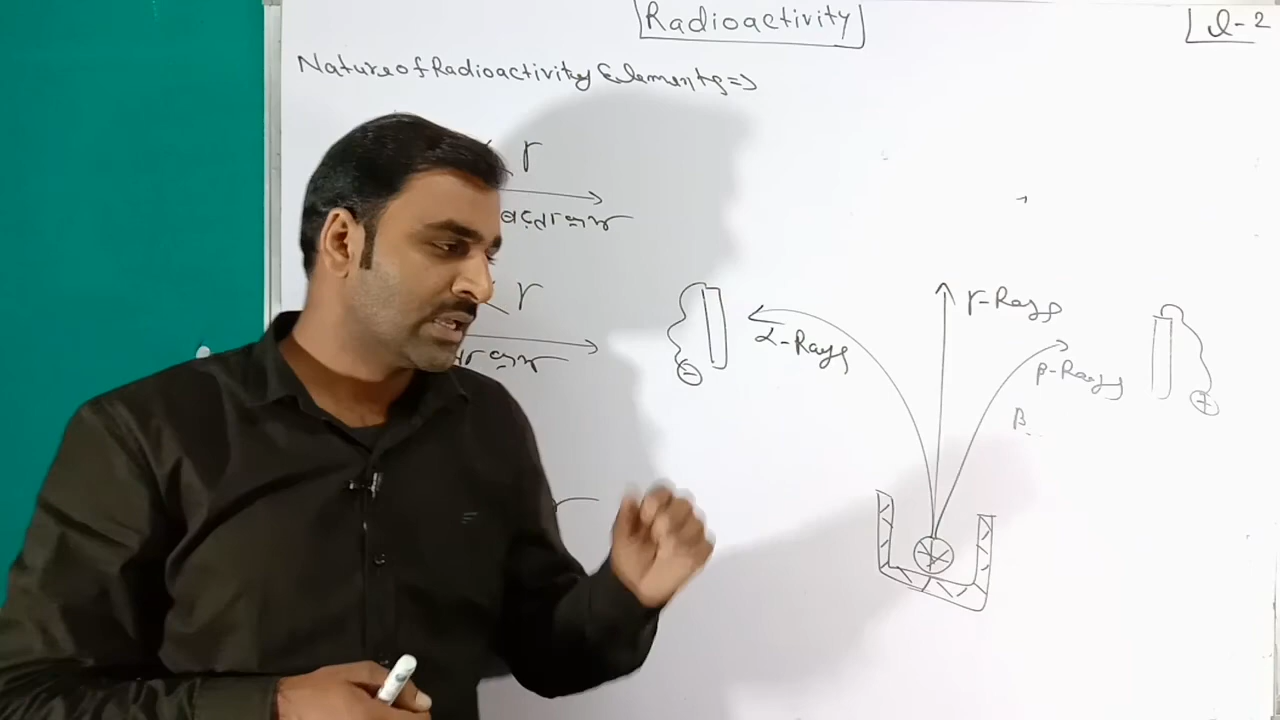 Radioactivity
L-2
Nature of Radioactivity Elements ⇒
r
r
r-Rays
α-Rays
β-Rays
β
−
+